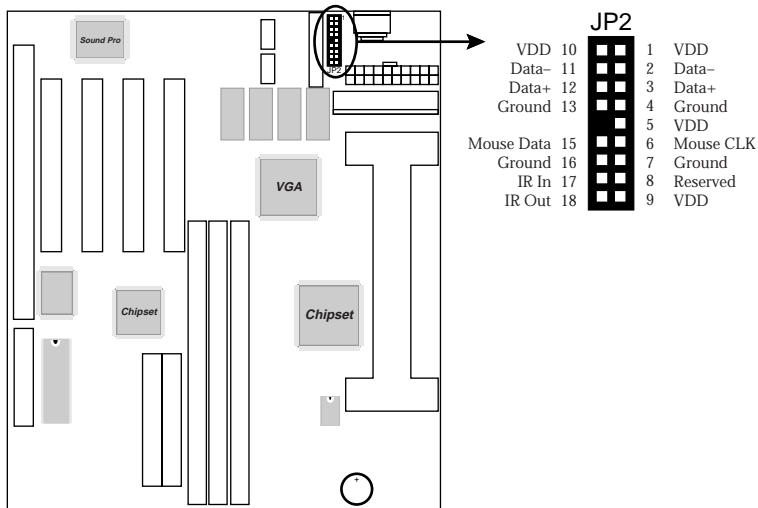 Sound Pro
1
JP2
VGA
Chipset
Chipset
+
JP2
VDD 10 1 VDD
Data– 11 2 Data–
Data+ 12 3 Data+
Ground 13 4 Ground
5 VDD
Mouse Data 15 6 Mouse CLK
Ground 16 7 Ground
IR In 17 8 Reserved
IR Out 18 9 VDD